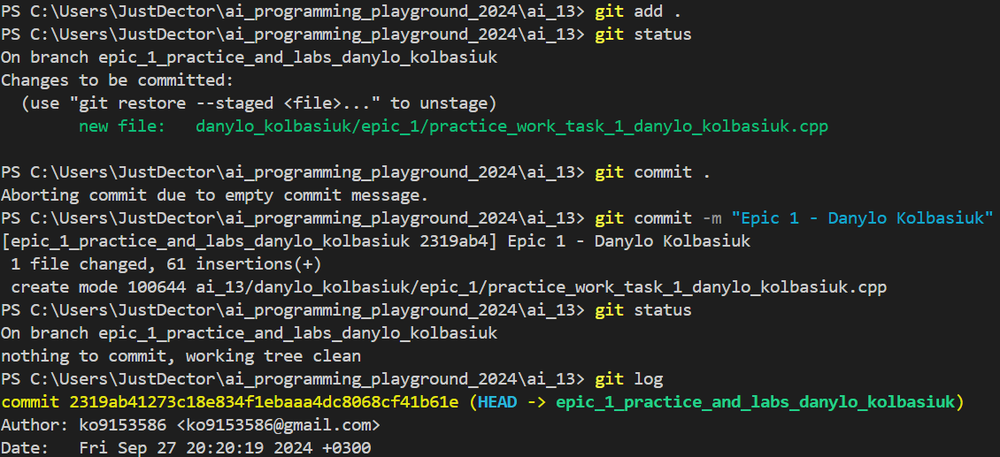 PS C:\Users\JustDector\ai_programming_playground_2024\ai_13> git add .
PS C:\Users\JustDector\ai_programming_playground_2024\ai_13> git status
On branch epic_1_practice_and_labs_danylo_kolbasiuk
Changes to be committed:
  (use "git restore --staged <file>..." to unstage)
        new file:   danylo_kolbasiuk/epic_1/practice_work_task_1_danylo_kolbasiuk.cpp

PS C:\Users\JustDector\ai_programming_playground_2024\ai_13> git commit .
Aborting commit due to empty commit message.
PS C:\Users\JustDector\ai_programming_playground_2024\ai_13> git commit -m "Epic 1 - Danylo Kolbasiuk"
[epic_1_practice_and_labs_danylo_kolbasiuk 2319ab4] Epic 1 - Danylo Kolbasiuk
 1 file changed, 61 insertions(+)
 create mode 100644 ai_13/danylo_kolbasiuk/epic_1/practice_work_task_1_danylo_kolbasiuk.cpp
PS C:\Users\JustDector\ai_programming_playground_2024\ai_13> git status
On branch epic_1_practice_and_labs_danylo_kolbasiuk
nothing to commit, working tree clean
PS C:\Users\JustDector\ai_programming_playground_2024\ai_13> git log
commit 2319ab41273c18e834f1ebaaa4dc8068cf41b61e (HEAD -> epic_1_practice_and_labs_danylo_kolbasiuk)
Author: ko9153586 <ko9153586@gmail.com>
Date:   Fri Sep 27 20:20:19 2024 +0300